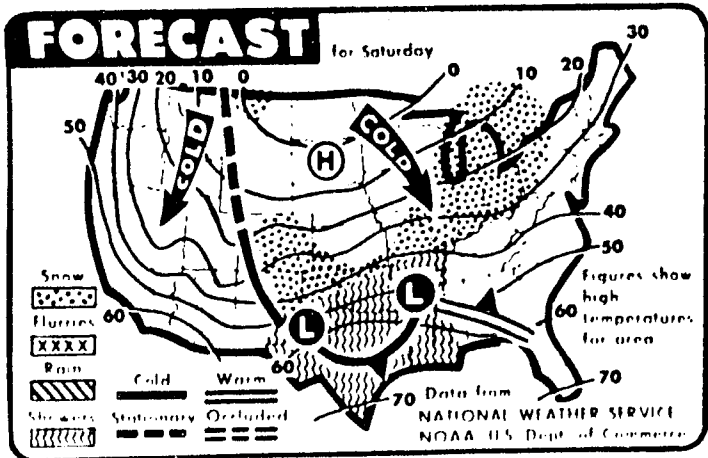 FORECAST
for Saturday
40 30 20 10 0
0 10 20 30
50
COLD
COLD
H
40
50
Snow
Flurries
XXXX
Rain
Showers
60
Cold Warm
Stationary Occluded
L
L
60
60
70
70
Figures show
high
temperatures
for area
Data from
NATIONAL WEATHER SERVICE
NOAA U.S. Dept. of Commerce